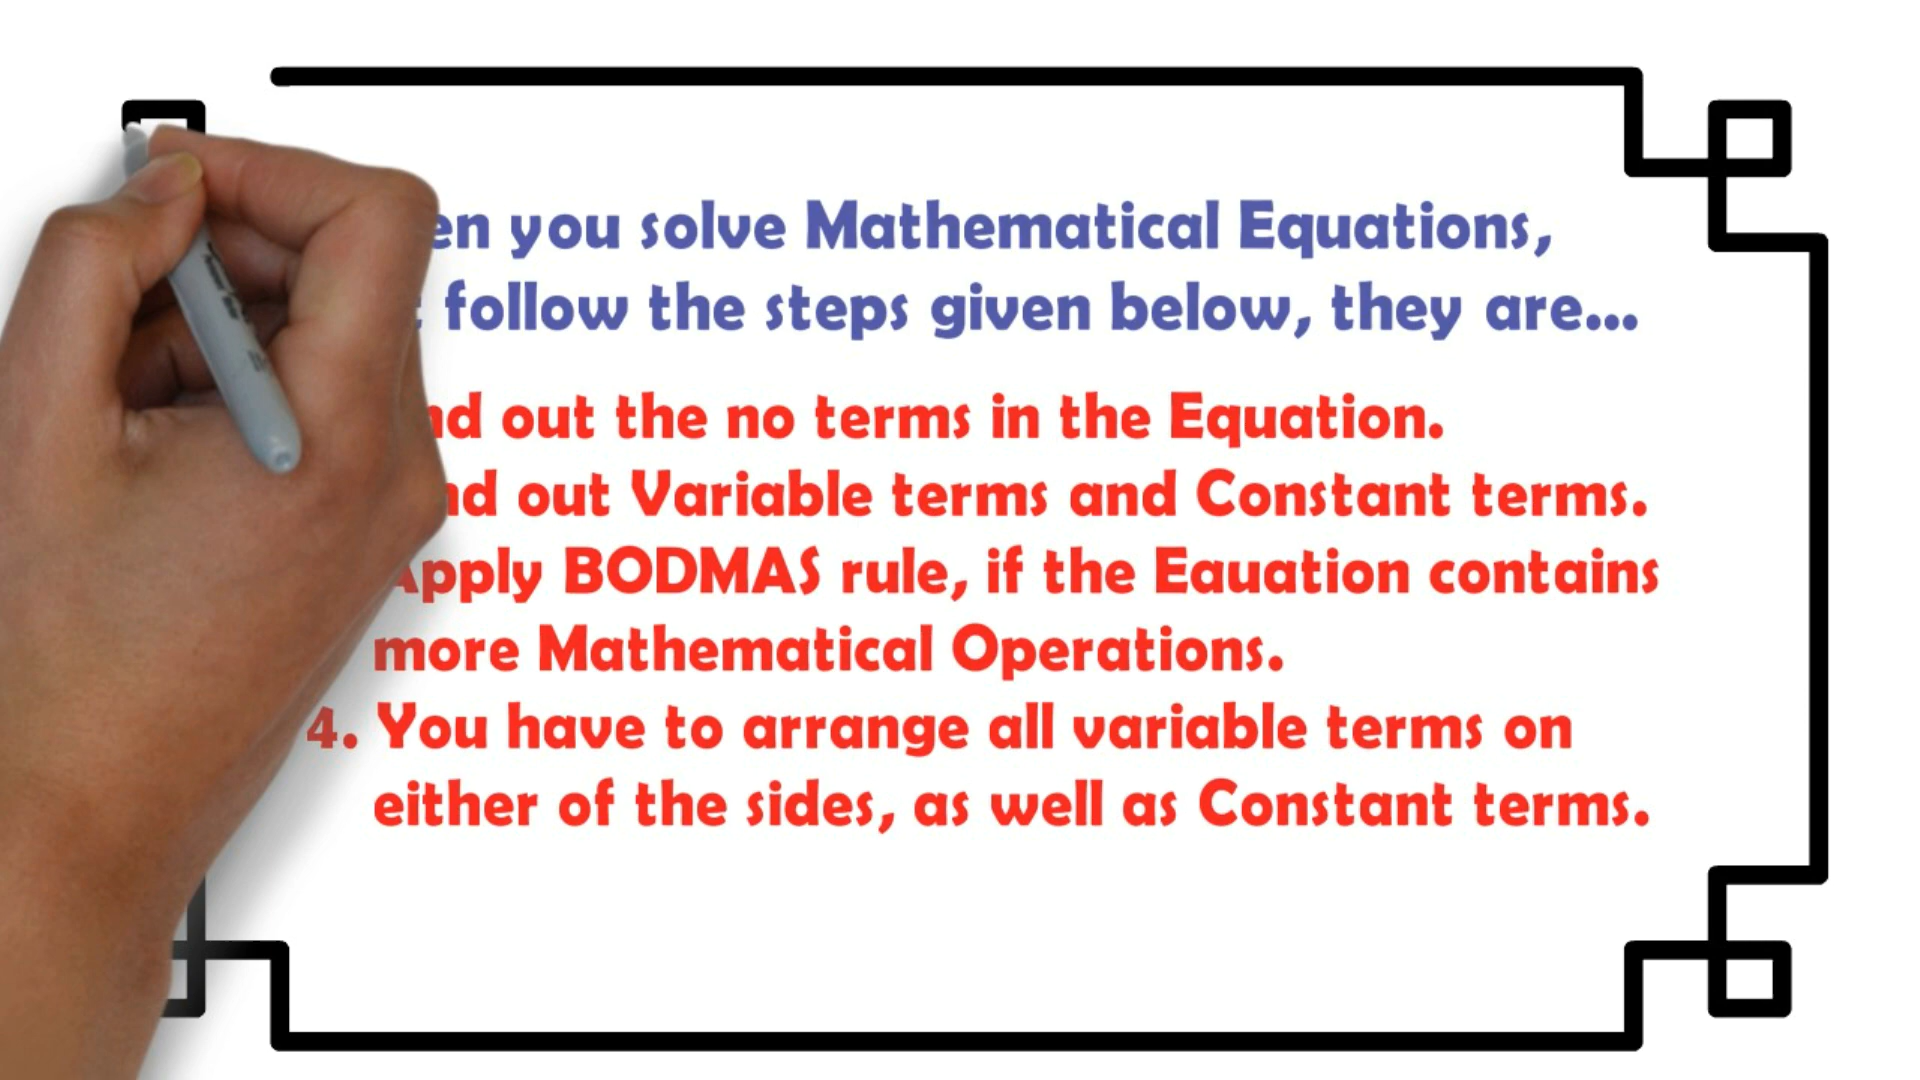 you solve Mathematical Equations,
follow the steps given below, they are...
out the no terms in the Equation.
out Variable terms and Constant terms.
Apply BODMAS rule, if the Eauation contains
more Mathematical Operations.
4. You have to arrange all variable terms on
either of the sides, as well as Constant terms.